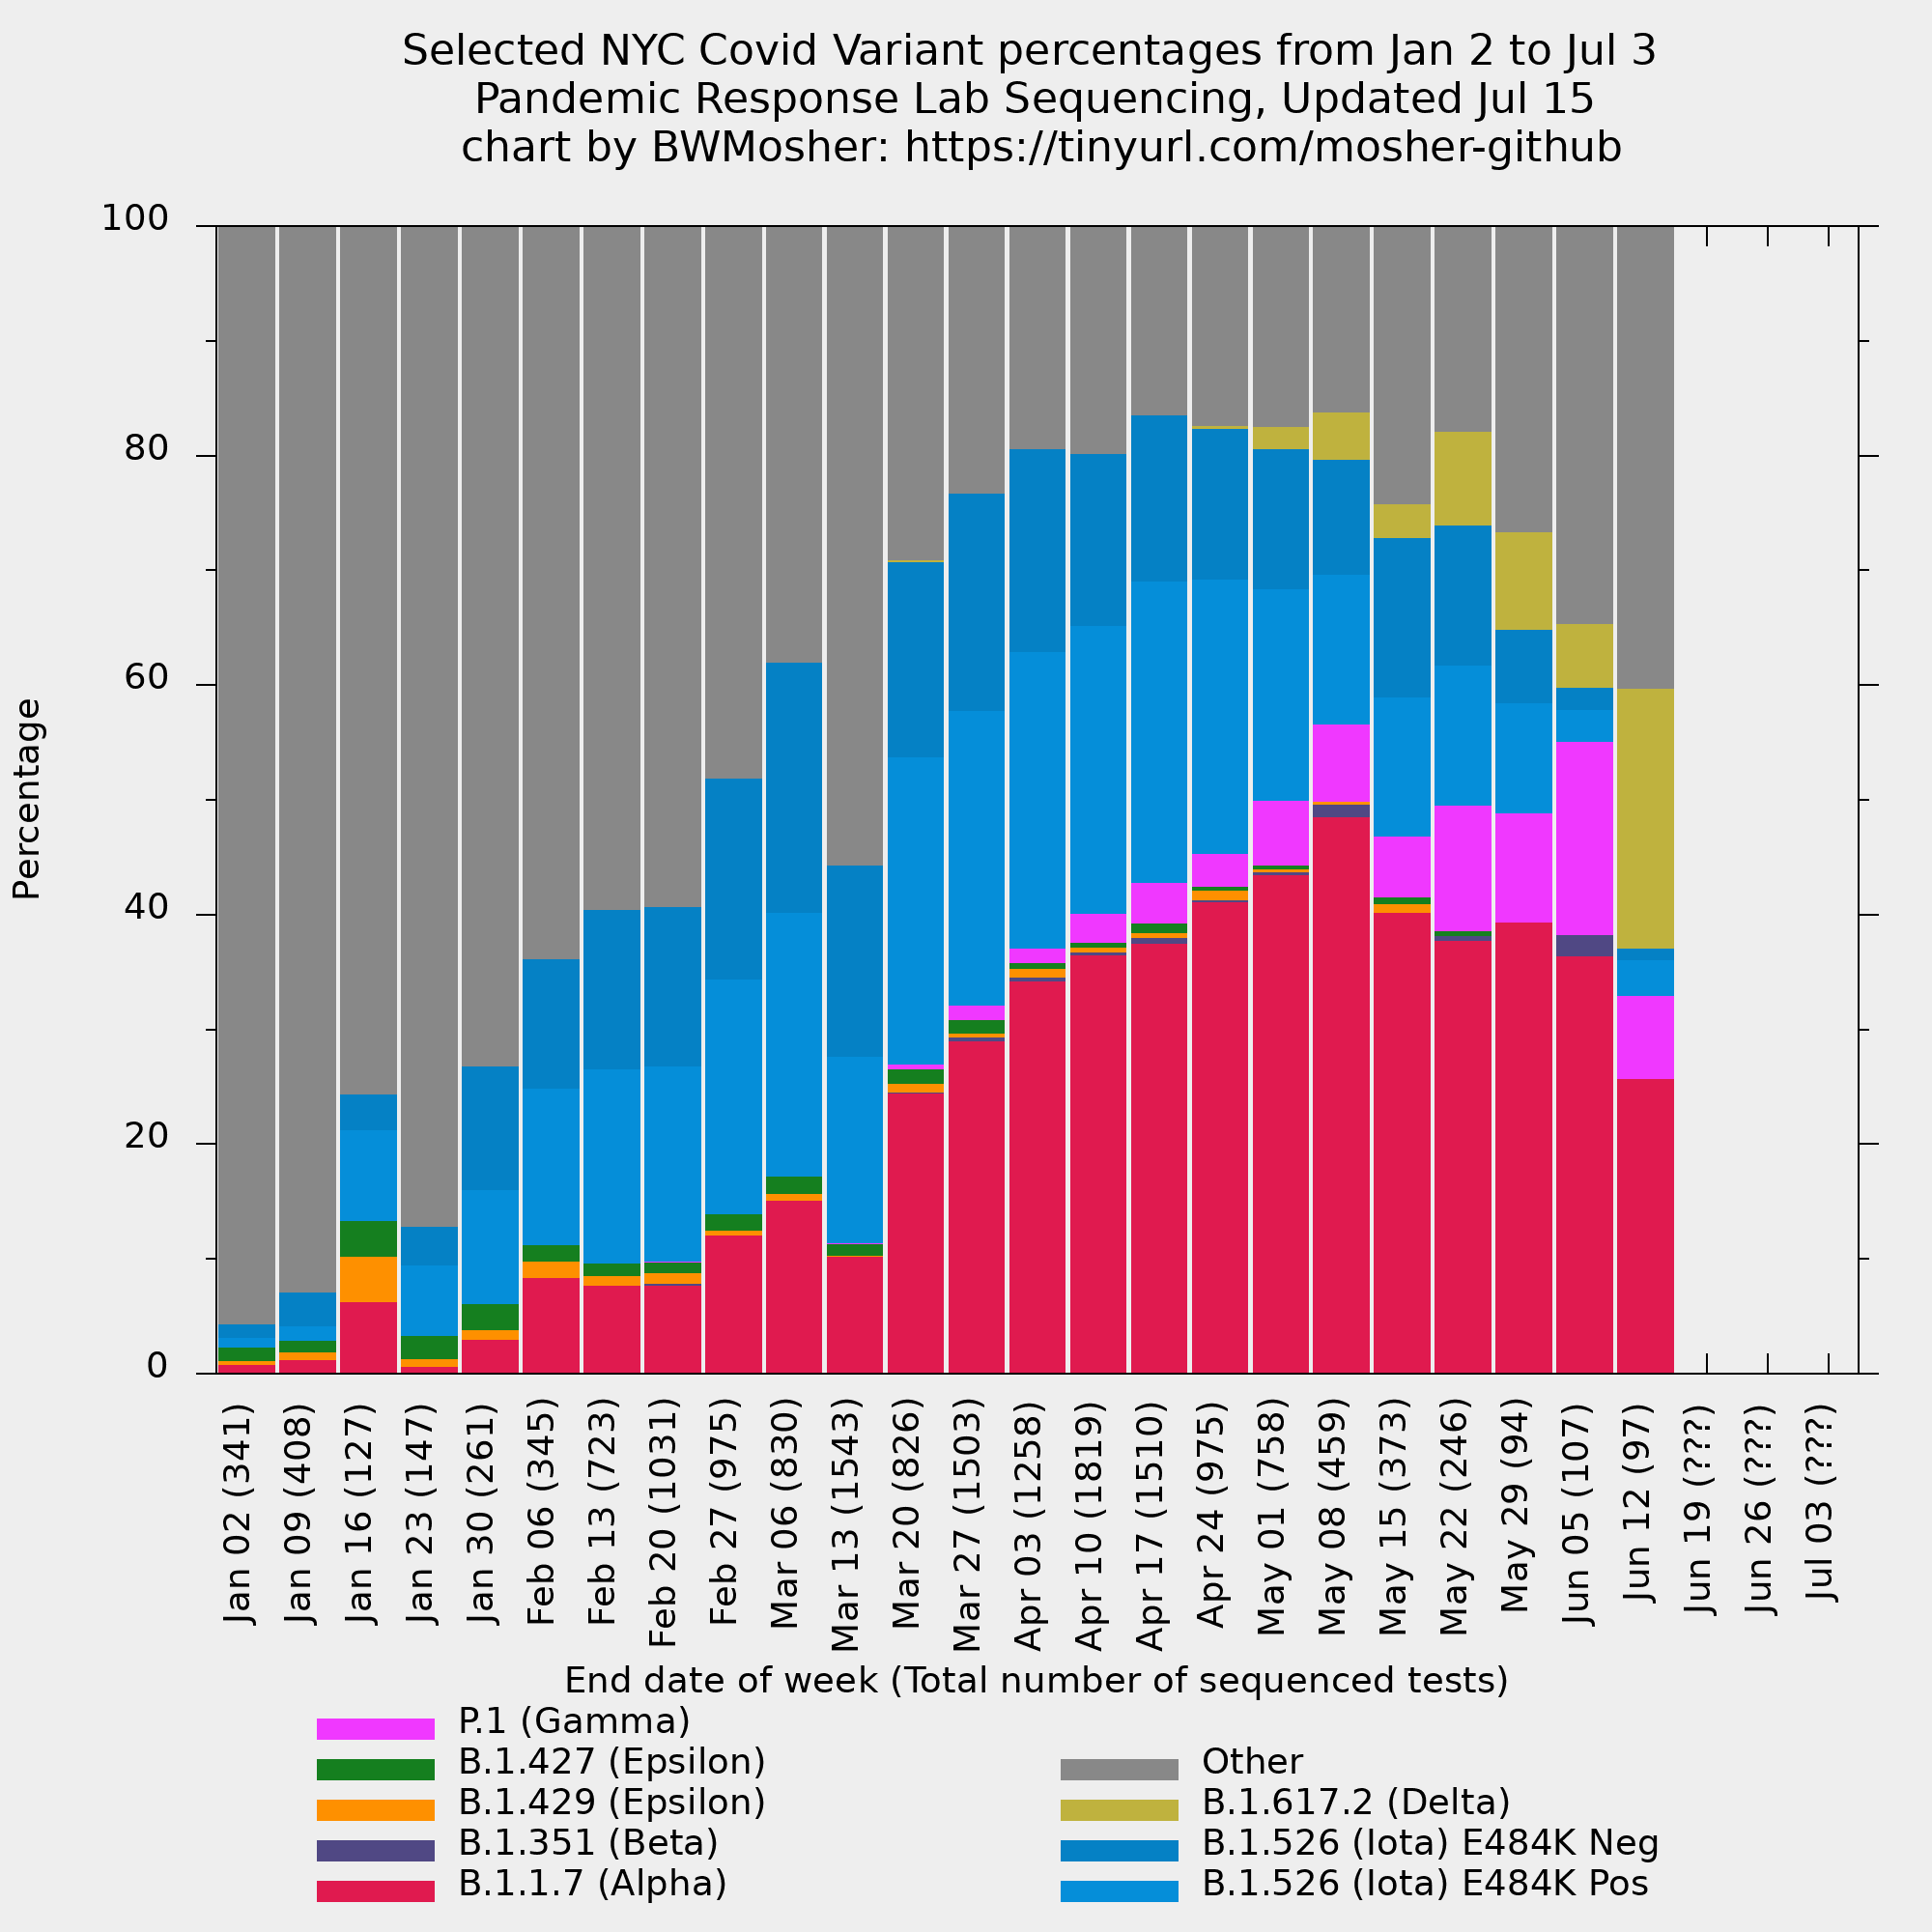 Selected NYC Covid Variant percentages from Jan 2 to Jul 3
Pandemic Response Lab Sequencing, Updated Jul 15
chart by BWMosher: https://tinyurl.com/mosher-github
100
80
60
40
20
0
Percentage
Jan 02 (341)
Jan 09 (408)
Jan 16 (127)
Jan 23 (147)
Jan 30 (261)
Feb 06 (345)
Feb 13 (723)
Feb 20 (1031)
Feb 27 (975)
Mar 06 (830)
Mar 13 (1543)
Mar 20 (826)
Mar 27 (1503)
Apr 03 (1258)
Apr 10 (1819)
Apr 17 (1510)
Apr 24 (975)
May 01 (758)
May 08 (459)
May 15 (373)
May 22 (246)
May 29 (94)
Jun 05 (107)
Jun 12 (97)
Jun 19 (???)
Jun 26 (???)
Jul 03 (???)
End date of week (Total number of sequenced tests)
P.1 (Gamma)
B.1.427 (Epsilon)
B.1.429 (Epsilon)
B.1.351 (Beta)
B.1.1.7 (Alpha)
Other
B.1.617.2 (Delta)
B.1.526 (Iota) E484K Neg
B.1.526 (Iota) E484K Pos